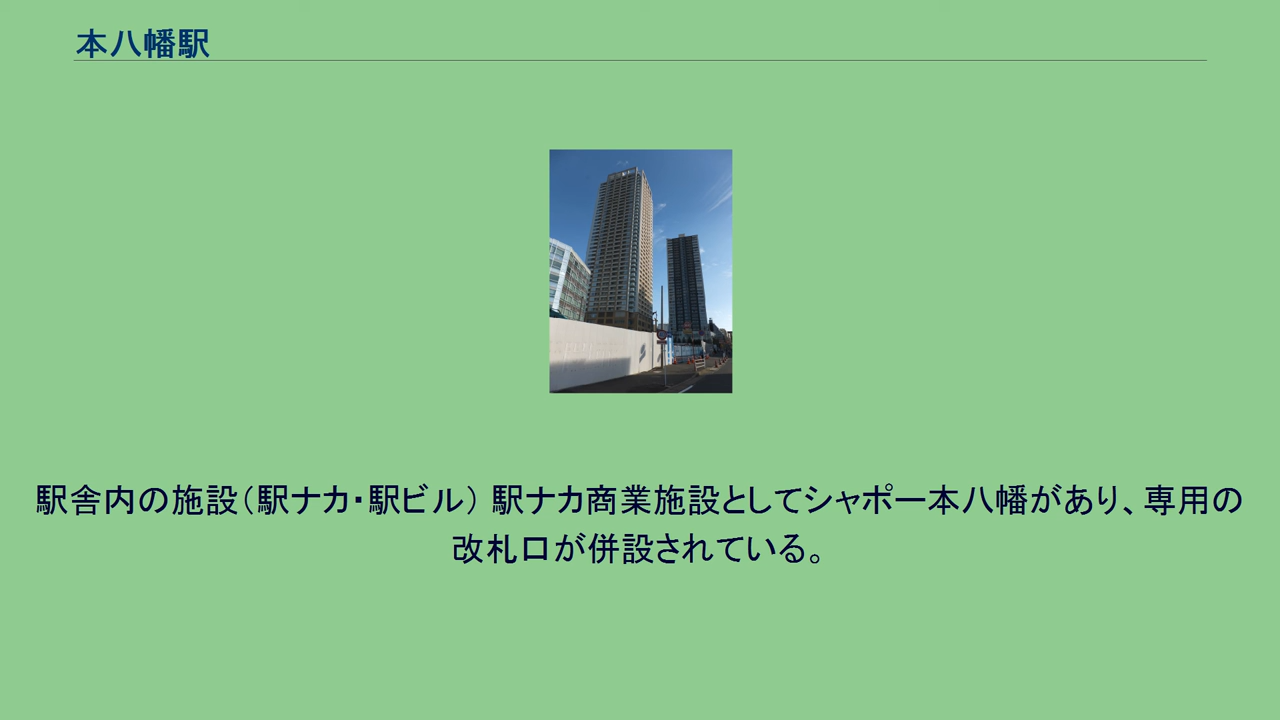 本八幡駅
駅舎内の施設(駅ナカ・駅ビル) 駅ナカ商業施設としてシャポー本八幡があり、専用の
改札口が併設されている。